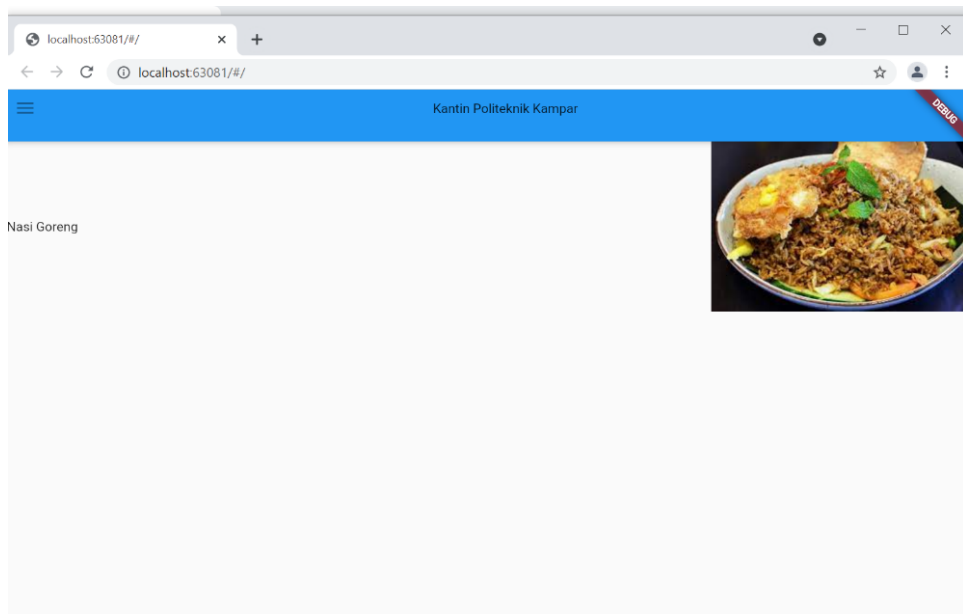 localhost:63081/#/
localhost:63081/#/
Kantin Politeknik Kampar
DEBUG
Nasi Goreng